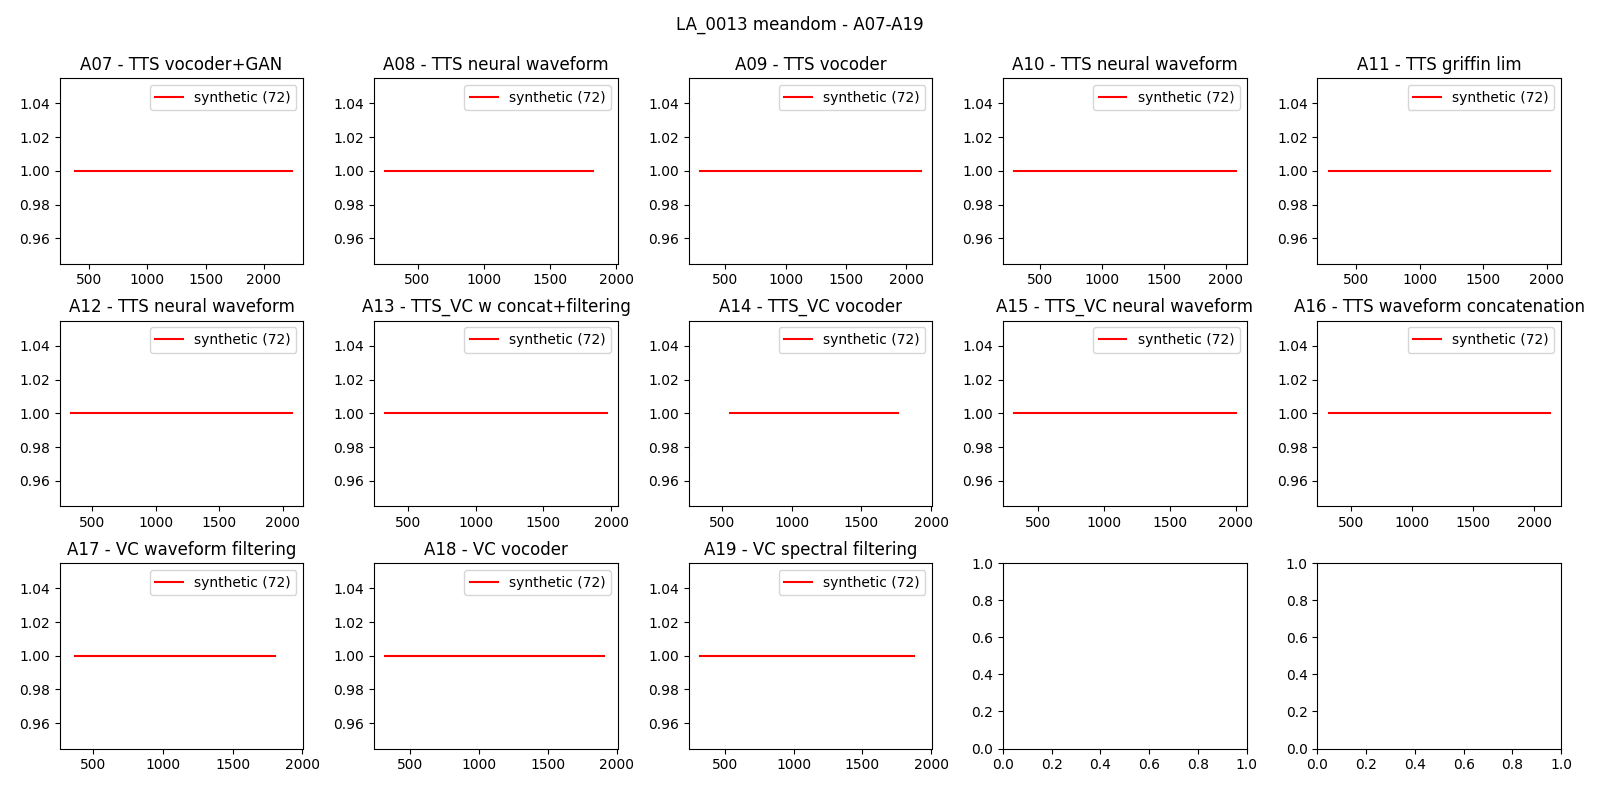 LA_0013 meandom - A07-A19
A07 - TTS vocoder+GAN
A08 - TTS neural waveform
A09 - TTS vocoder
A10 - TTS neural waveform
A11 - TTS griffin lim
synthetic (72)
synthetic (72)
synthetic (72)
synthetic (72)
synthetic (72)
1.04 1.02 1.00 0.98 0.96
1.04 1.02 1.00 0.98 0.96
1.04 1.02 1.00 0.98 0.96
1.04 1.02 1.00 0.98 0.96
1.04 1.02 1.00 0.98 0.96
500 1000 1500 2000
500 1000 1500 2000
500 1000 1500 2000
500 1000 1500 2000
500 1000 1500 2000
A12 - TTS neural waveform
A13 - TTS_VC w concat+filtering
A14 - TTS_VC vocoder
A15 - TTS_VC neural waveform
A16 - TTS waveform concatenation
synthetic (72)
synthetic (72)
synthetic (72)
synthetic (72)
synthetic (72)
1.04 1.02 1.00 0.98 0.96
1.04 1.02 1.00 0.98 0.96
1.04 1.02 1.00 0.98 0.96
1.04 1.02 1.00 0.98 0.96
1.04 1.02 1.00 0.98 0.96
500 1000 1500 2000
500 1000 1500 2000
500 1000 1500 2000
500 1000 1500 2000
500 1000 1500 2000
A17 - VC waveform filtering
A18 - VC vocoder
A19 - VC spectral filtering
synthetic (72)
synthetic (72)
synthetic (72)
1.04 1.02 1.00 0.98 0.96
1.04 1.02 1.00 0.98 0.96
1.04 1.02 1.00 0.98 0.96
1.0 0.8 0.6 0.4 0.2 0.0
1.0 0.8 0.6 0.4 0.2 0.0
500 1000 1500 2000
500 1000 1500 2000
500 1000 1500 2000
0.0 0.2 0.4 0.6 0.8 1.0
0.0 0.2 0.4 0.6 0.8 1.0